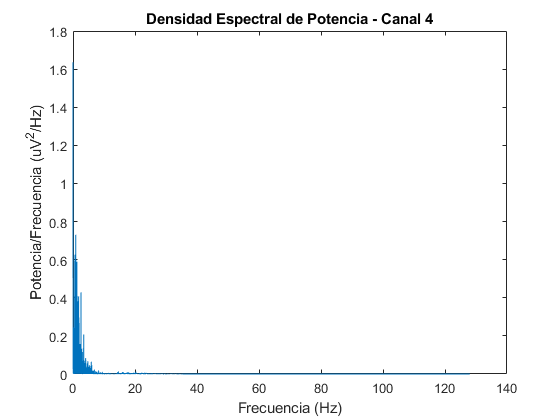 Densidad Espectral de Potencia - Canal 4
Potencia/Frecuencia (uV²/Hz)
1.8
1.6
1.4
1.2
1
0.8
0.6
0.4
0.2
0
0 20 40 60 80 100 120 140
Frecuencia (Hz)